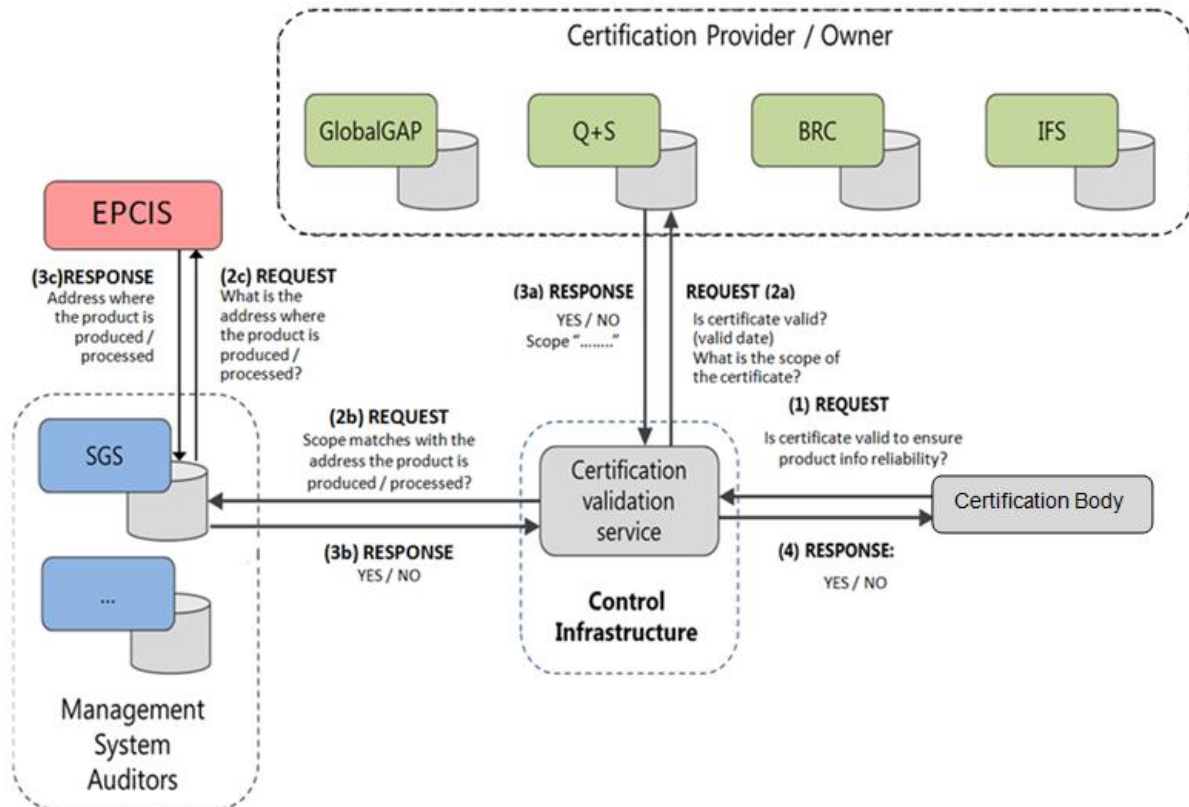 Certification Provider / Owner
GlobalGAP
Q+S
BRC
IFS
EPCIS
(3c)RESPONSE
Address where
the product is
produced /
processed
(2c) REQUEST
What is the
address where
the product is
produced /
processed?
(3a) RESPONSE
YES / NO
Scope "........"
REQUEST (2a)
Is certificate valid?
(valid date)
What is the scope of
the certificate?
(1) REQUEST
Is certificate valid to ensure
product info reliability?
SGS
(2b) REQUEST
Scope matches with the
address the product is
produced / processed?
Certification
validation
service
Certification Body
(3b) RESPONSE
YES / NO
(4) RESPONSE:
YES / NO
...
Control
Infrastructure
Management
System
Auditors